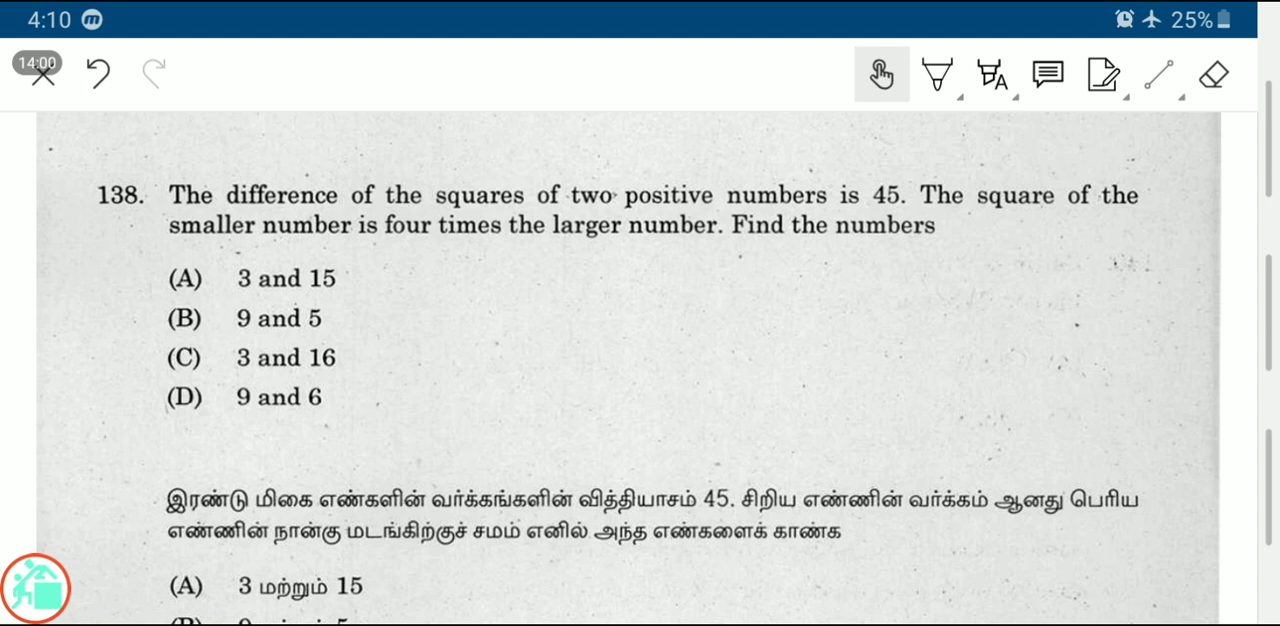 4:10 m 25%
14:00
A
138. The difference of the squares of two positive numbers is 45. The square of the
smaller number is four times the larger number. Find the numbers
(A) 3 and 15
(B) 9 and 5
(C) 3 and 16
(D) 9 and 6
இரண்டு மிகை எண்களின் வர்க்கங்களின் வித்தியாசம் 45. சிறிய எண்ணின் வர்க்கம் ஆனது பெரிய
எண்ணின் நான்கு மடங்கிற்குச் சமம் எனில் அந்த எண்களைக் காண்க
(A) 3 மற்றும் 15